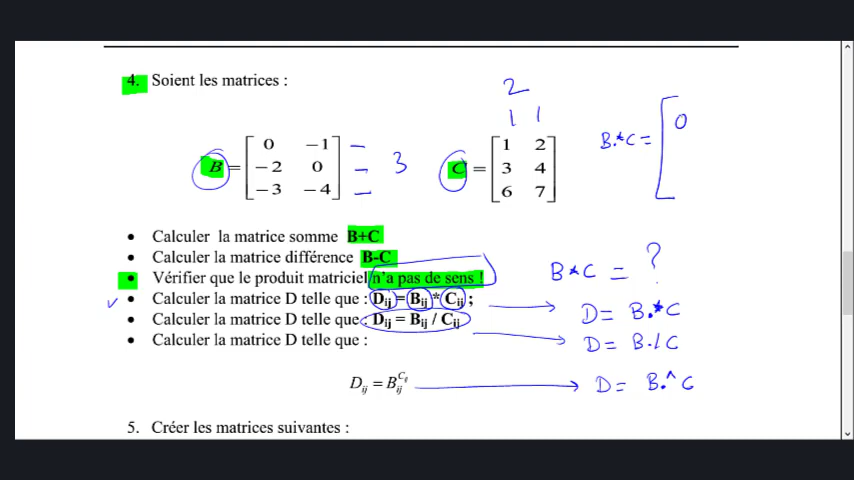 4. Soient les matrices :
2
1 1
B = [ 0 −1 ] – C = [ 1 2 ] B.*C = [ 0
[ −2 0 ] – 3 [ 3 4 ]
[ −3 −4 ] – [ 6 7 ]
• Calculer la matrice somme B+C
• Calculer la matrice différence B-C
• Vérifier que le produit matriciel n'a pas de sens ! B*C = ?
• Calculer la matrice D telle que : Dij = Bij * Cij ; D = B.*C
• Calculer la matrice D telle que : Dij = Bij / Cij D = B./C
• Calculer la matrice D telle que :
Dij = Bij^Cij D = B.^C
5. Créer les matrices suivantes :